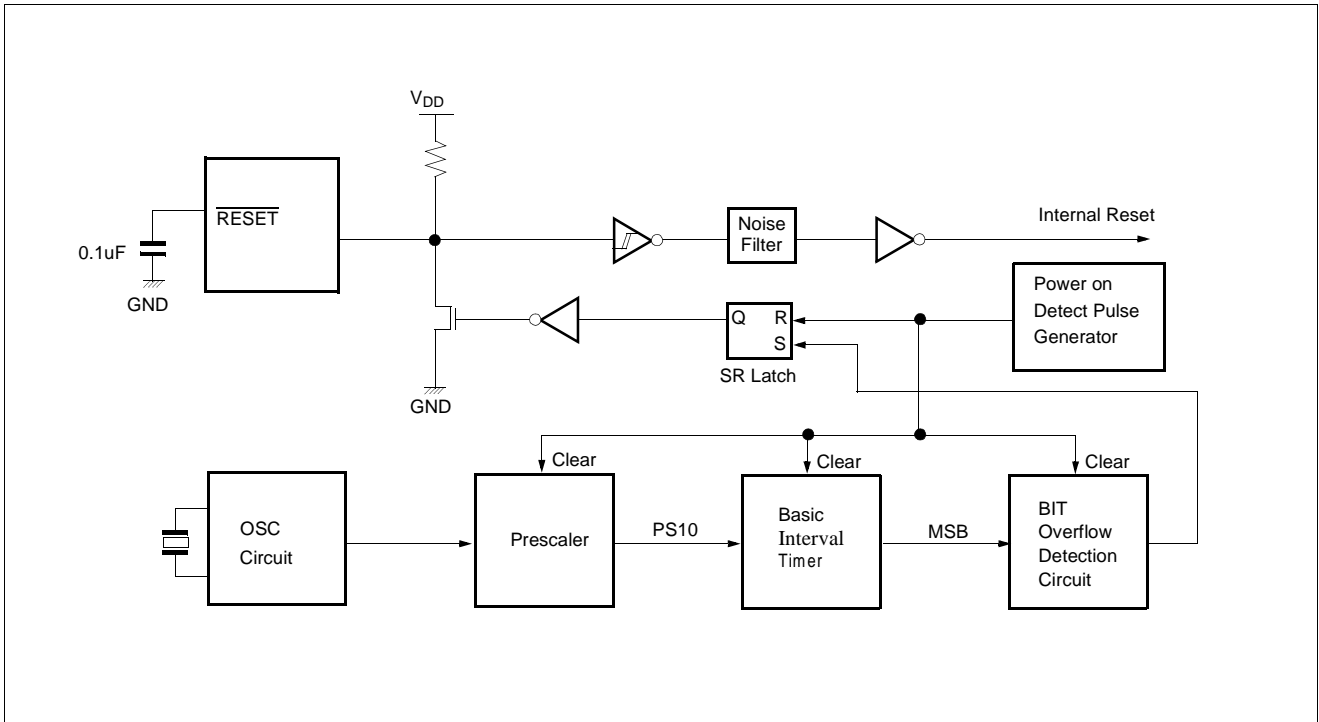 VDD
RESET
0.1uF
GND
Noise
Filter
Internal Reset
Power on
Detect Pulse
Generator
Q R
S
SR Latch
GND
Clear
Clear
Clear
OSC
Circuit
Prescaler
PS10
Basic
Interval
Timer
MSB
BIT
Overflow
Detection
Circuit